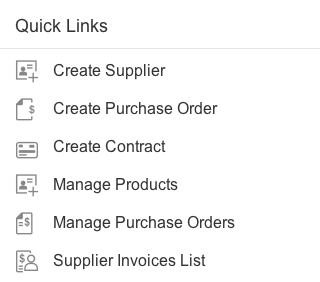 Quick Links
Create Supplier
Create Purchase Order
Create Contract
Manage Products
Manage Purchase Orders
Supplier Invoices List